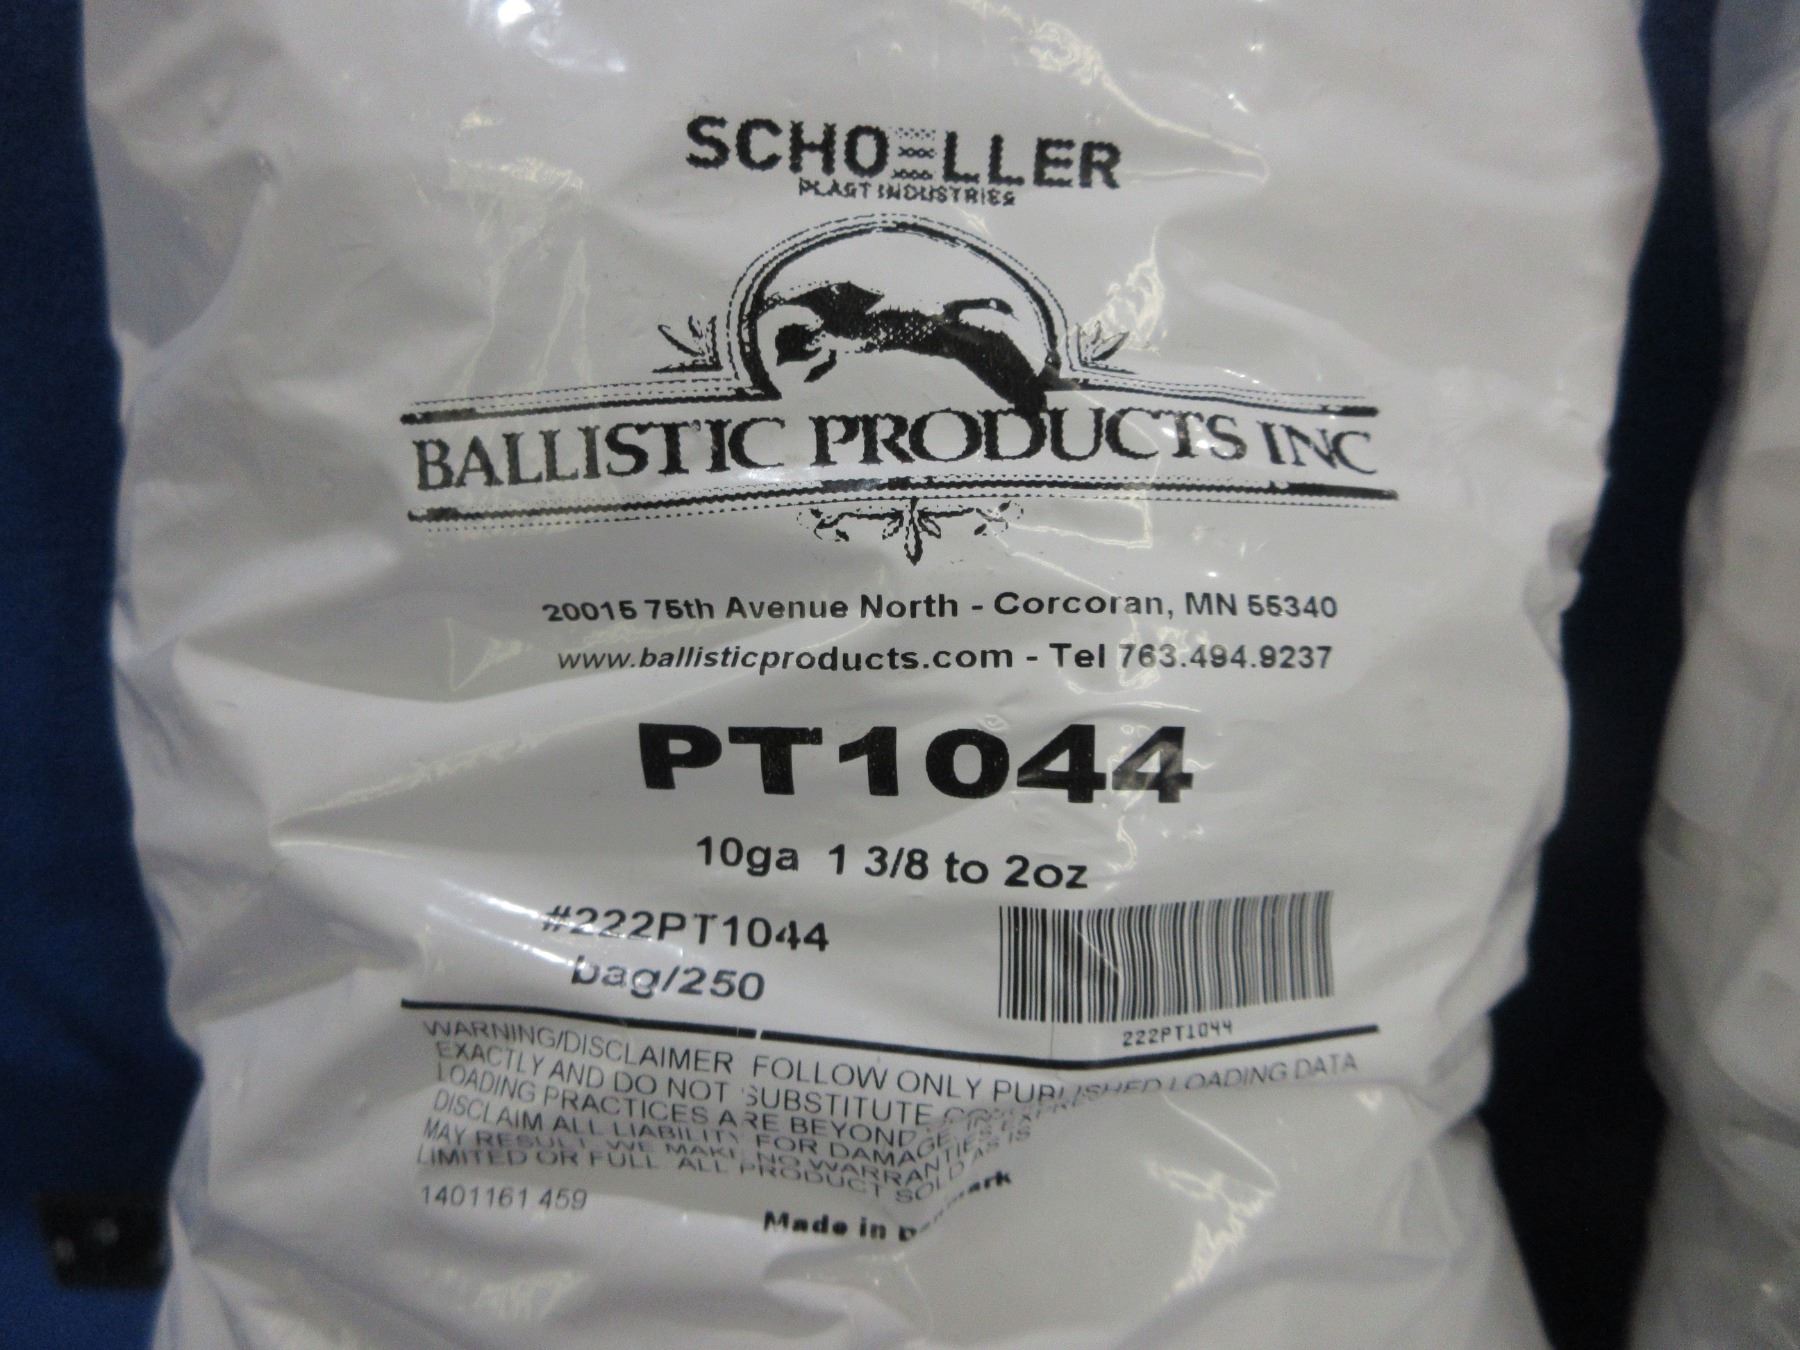 SCHOELLER
PLAST INDUSTRIES
BALLISTIC PRODUCTS INC
20015 75th Avenue North - Corcoran, MN 55340
www.ballisticproducts.com - Tel 763.494.9237
PT1044
10ga 1 3/8 to 2oz
#222PT1044
bag/250
222PT1044
WARNING/DISCLAIMER FOLLOW ONLY PUBLISHED LOADING DATA
EXACTLY AND DO NOT SUBSTITUTE
LOADING PRACTICES ARE BEYOND
DISCLAIM ALL LIABILITY FOR DAMAGE
MAY RESULT WE MAKE NO WARRANTIES
LIMITED OR FULL ALL PRODUCT SOLD AS IS
1401161 459
Made in Denmark